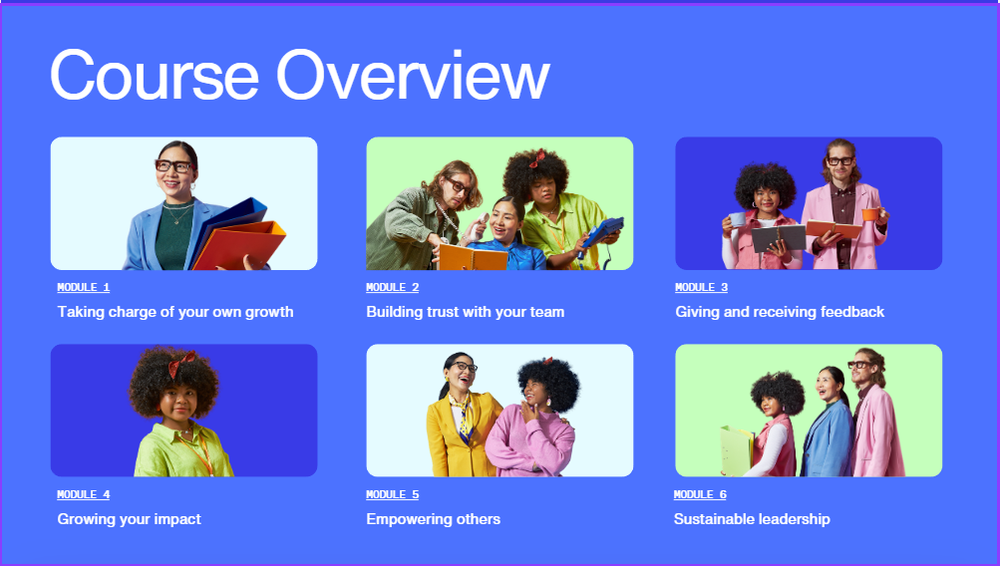 Course Overview
MODULE 1
Taking charge of your own growth
MODULE 2
Building trust with your team
MODULE 3
Giving and receiving feedback
MODULE 4
Growing your impact
MODULE 5
Empowering others
MODULE 6
Sustainable leadership